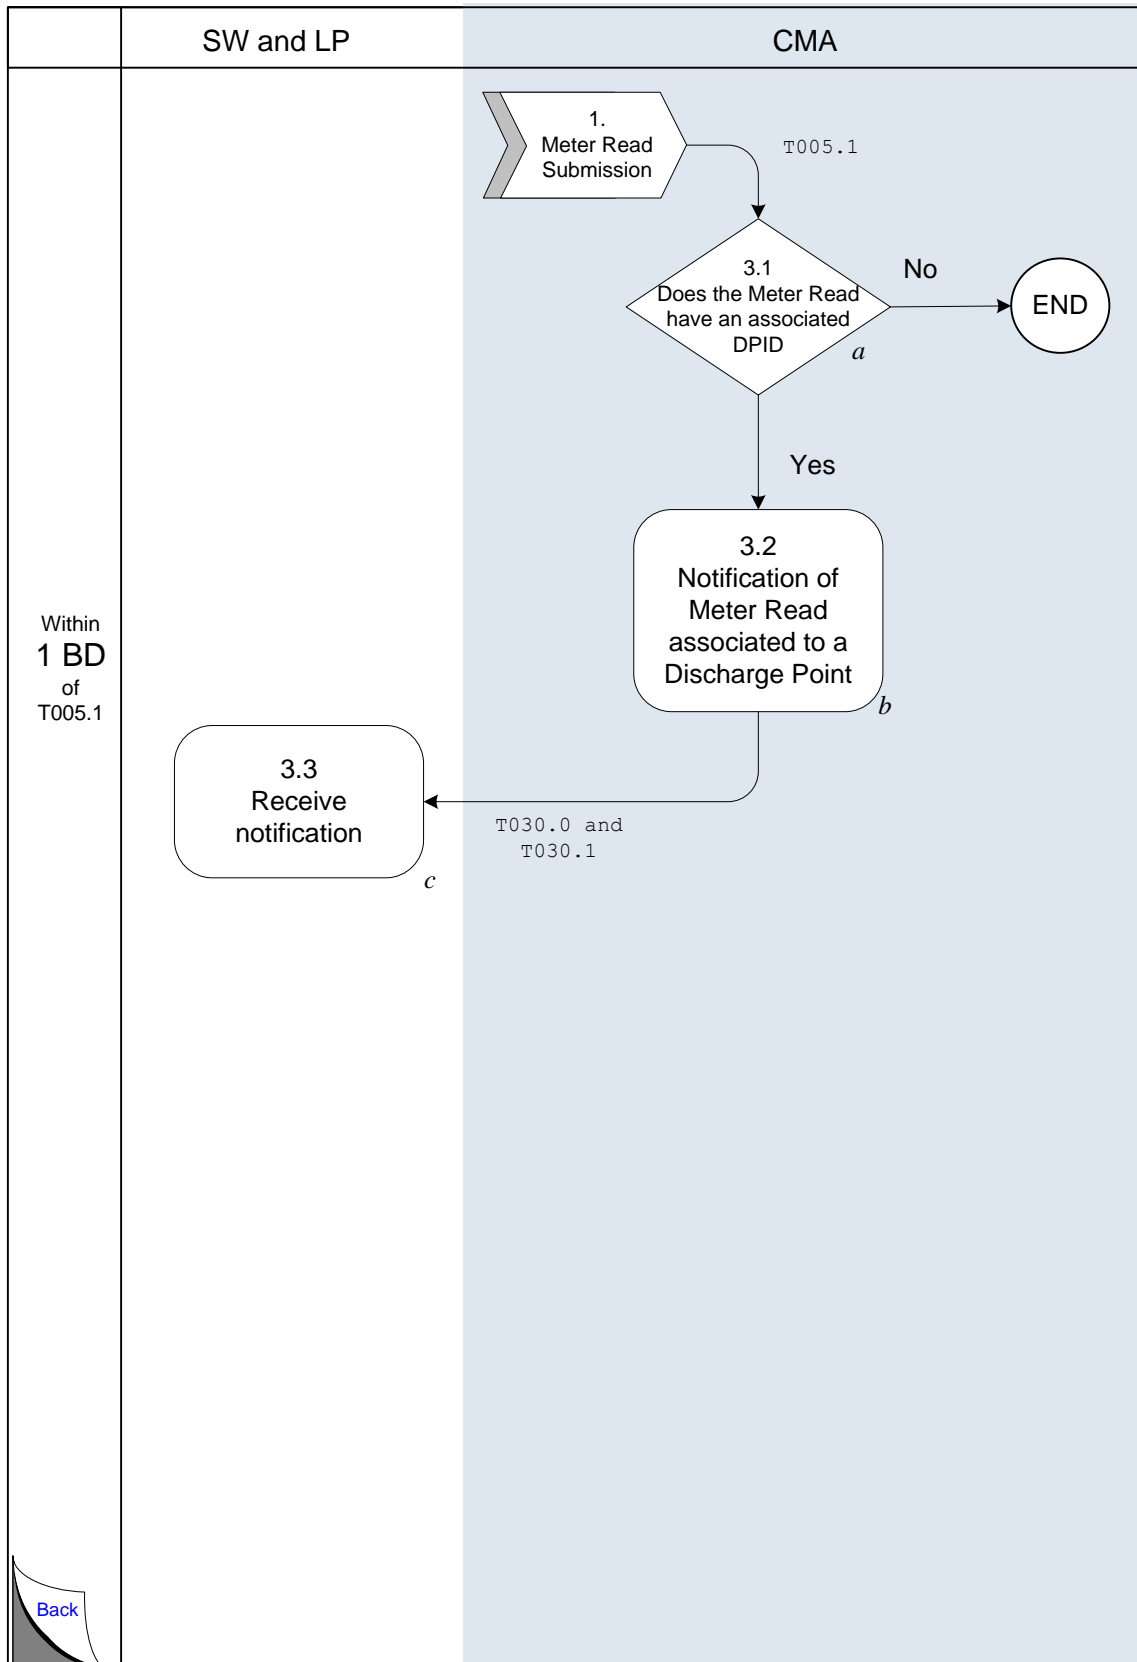 SW and LP
CMA
1.
Meter Read
Submission
T005.1
3.1
Does the Meter Read
have an associated
DPID
a
No
END
Yes
3.2
Notification of
Meter Read
associated to a
Discharge Point
b
Within
1 BD
of
T005.1
3.3
Receive
notification
c
T030.0 and
T030.1
Back